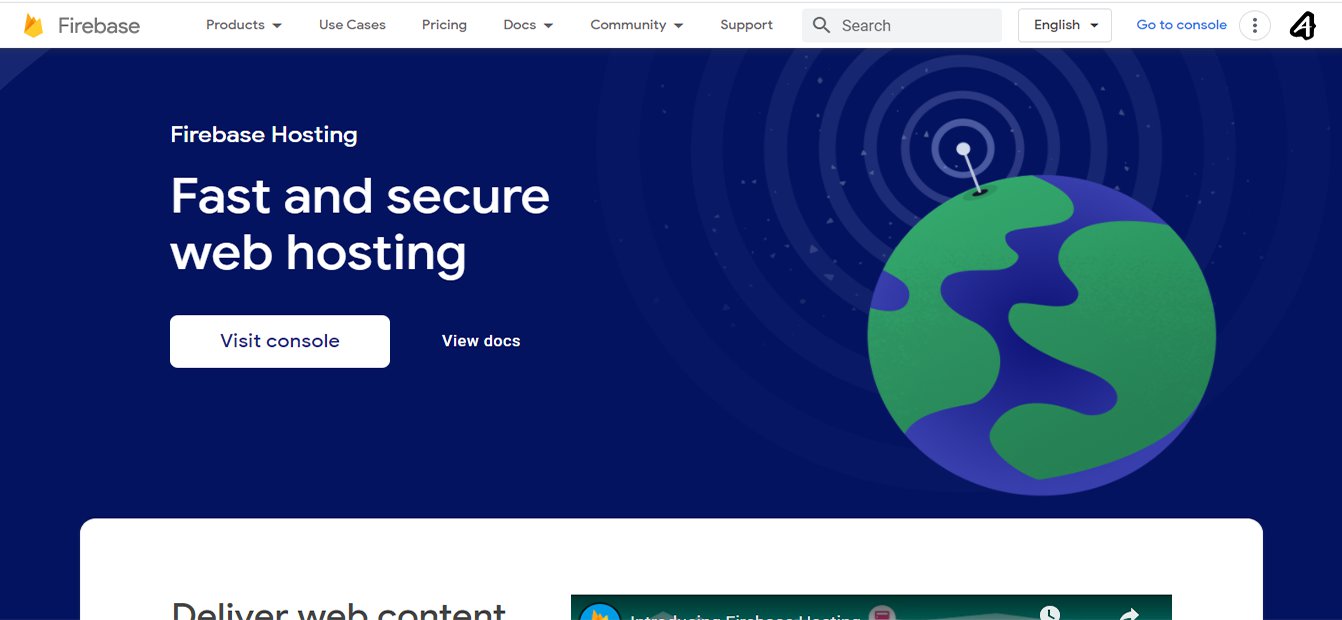 Firebase
Products
Use Cases
Pricing
Docs
Community
Support
Search
English
Go to console
4
Firebase Hosting
Fast and secure
web hosting
Visit console
View docs
Deliver web content
Introducing Firebase Hosting